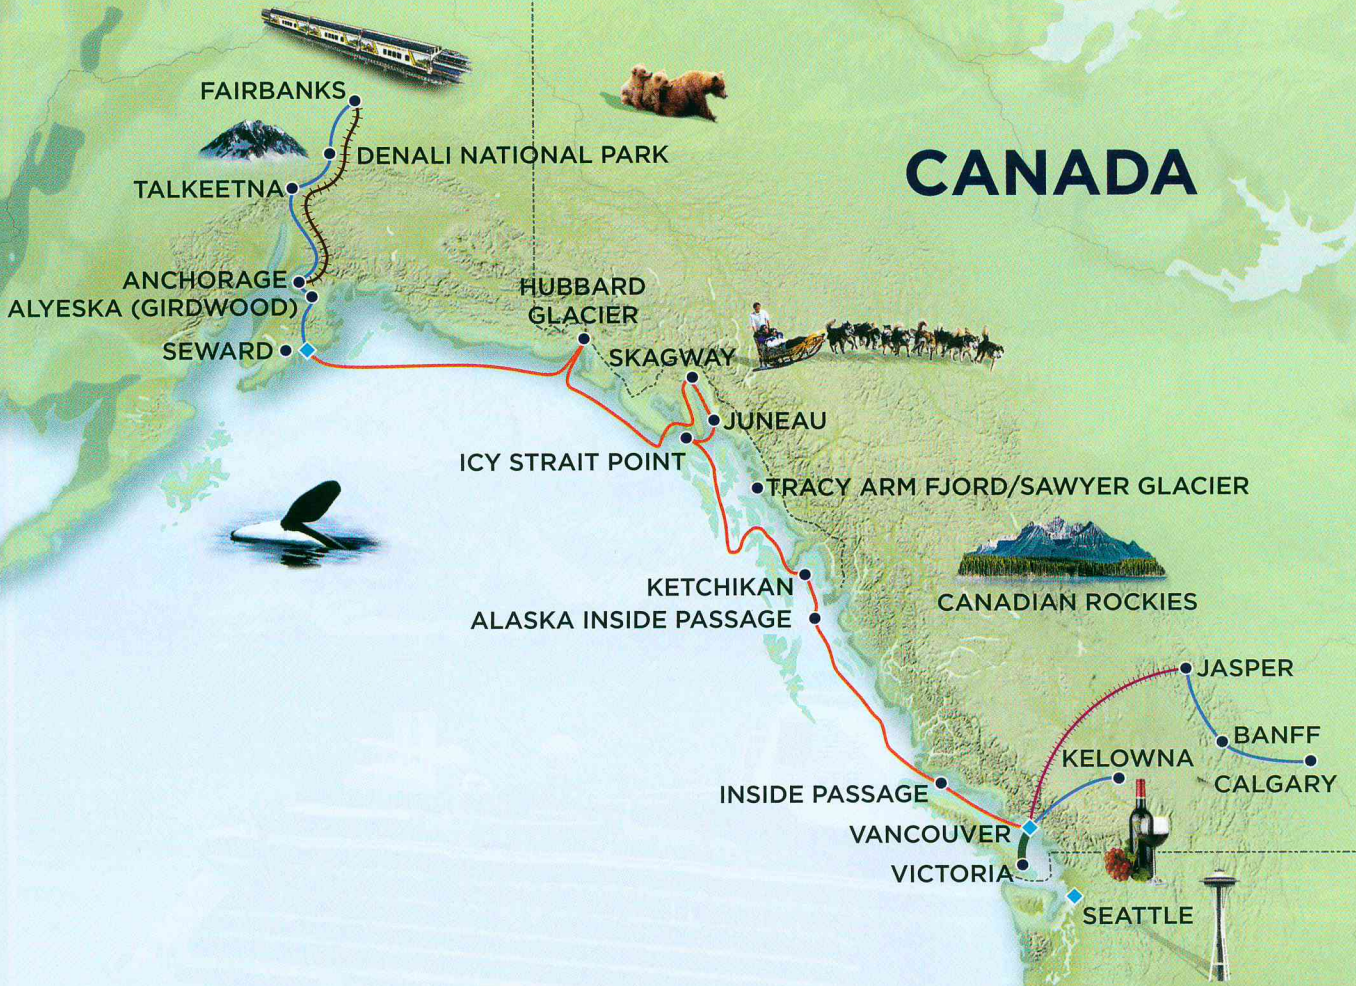 FAIRBANKS
DENALI NATIONAL PARK
CANADA
TALKEETNA
ANCHORAGE
ALYESKA (GIRDWOOD)
HUBBARD
GLACIER
SEWARD
SKAGWAY
JUNEAU
ICY STRAIT POINT
TRACY ARM FJORD/SAWYER GLACIER
KETCHIKAN
CANADIAN ROCKIES
ALASKA INSIDE PASSAGE
JASPER
BANFF
KELOWNA
CALGARY
INSIDE PASSAGE
VANCOUVER
VICTORIA
SEATTLE